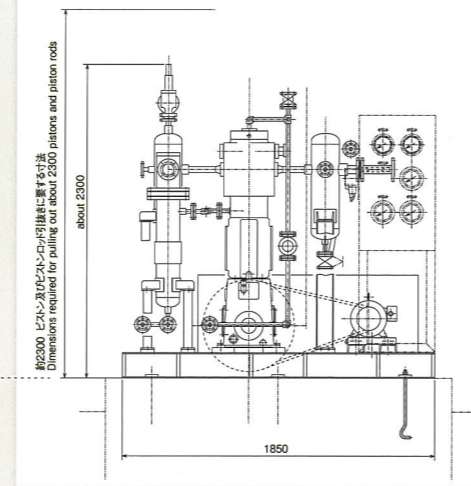 約2300 ピストン及びピストンロッド引抜きに要する寸法
Dimensions required for pulling out about 2300 pistons and piston rods
about 2300
1850